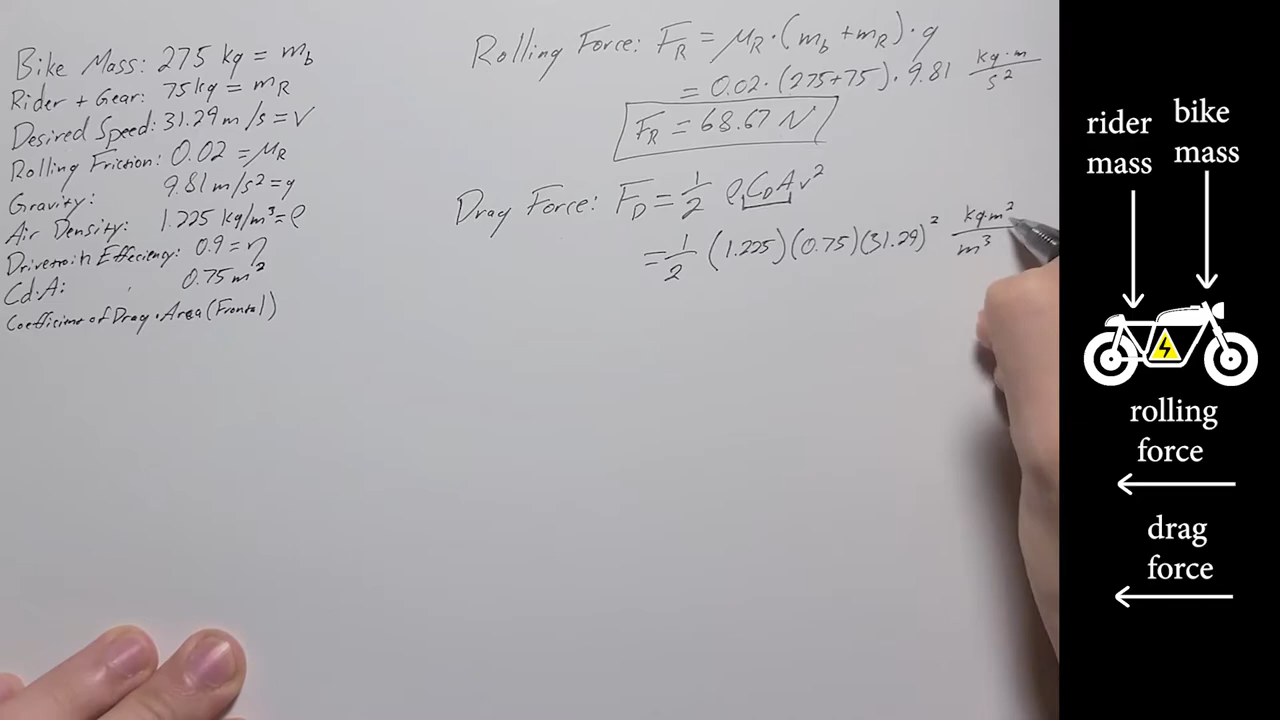 Bike Mass: 275 kg = m_b
Rider + Gear: 75kg = m_R
Desired Speed: 31.29 m/s = V
Rolling Friction: 0.02 = μ_R
Gravity: 9.81 m/s² = g
Air Density: 1.225 kg/m³ = ρ
Drivetrain Effeciency: 0.9 = η
Cd·A: 0.75 m²
Coefficient of Drag · Area (Frontal)
Rolling Force: F_R = μ_R · (m_b + m_R) · g
= 0.02 · (275+75) · 9.81 kg·m/s²
F_R = 68.67 N
Drag Force: F_D = 1/2 ρ C_D A v²
= 1/2 (1.225)(0.75)(31.29)² kg·m²/m³
rider
mass
bike
mass
rolling
force
drag
force